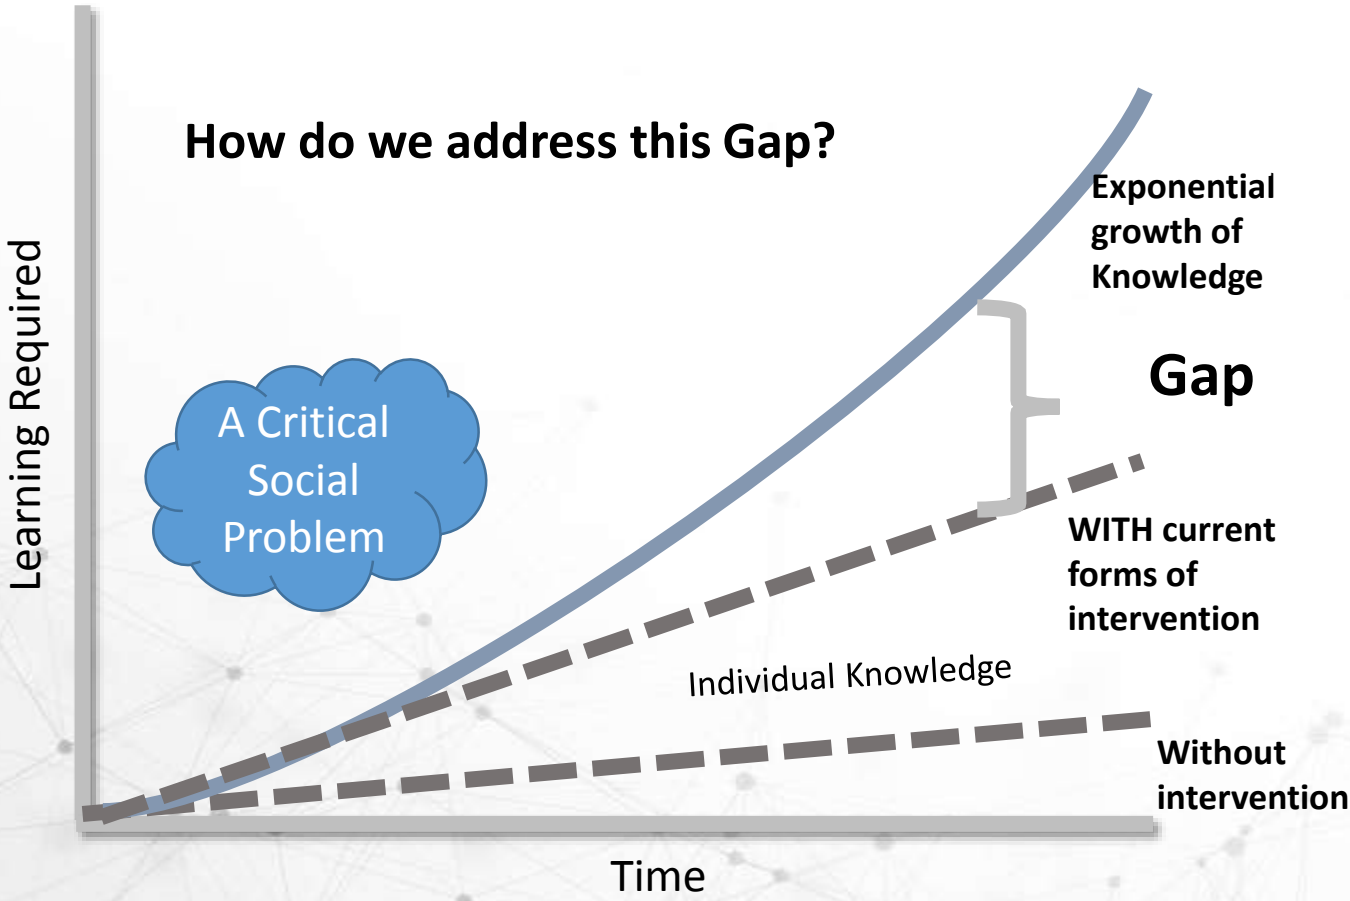 How do we address this Gap?
Exponential
growth of
Knowledge
Learning Required
Gap
A Critical
Social
Problem
WITH current
forms of
intervention
Individual Knowledge
Without
intervention
Time